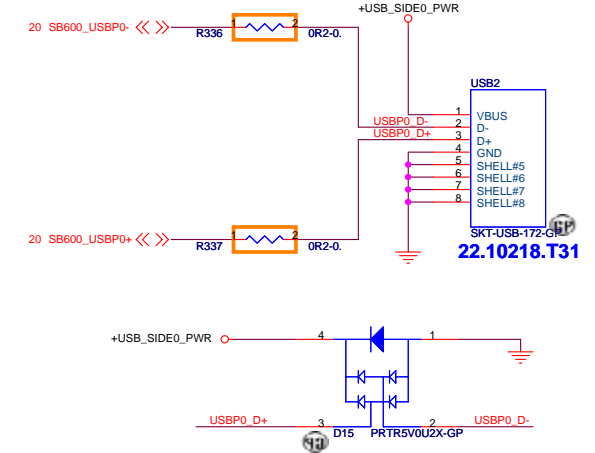 +USB_SIDE0_PWR
20 SB600_USBP0-
1 2
R336 0R2-0.
USB2
1 VBUS
USBP0_D- 2 D-
USBP0_D+ 3 D+
4 GND
5 SHELL#5
6 SHELL#6
7 SHELL#7
8 SHELL#8
SKT-USB-172-GP
GP
22.10218.T31
20 SB600_USBP0+
1 2
R337 0R2-0.
+USB_SIDE0_PWR 4 1
USBP0_D+ 3 2 USBP0_D-
D15 PRTR5V0U2X-GP